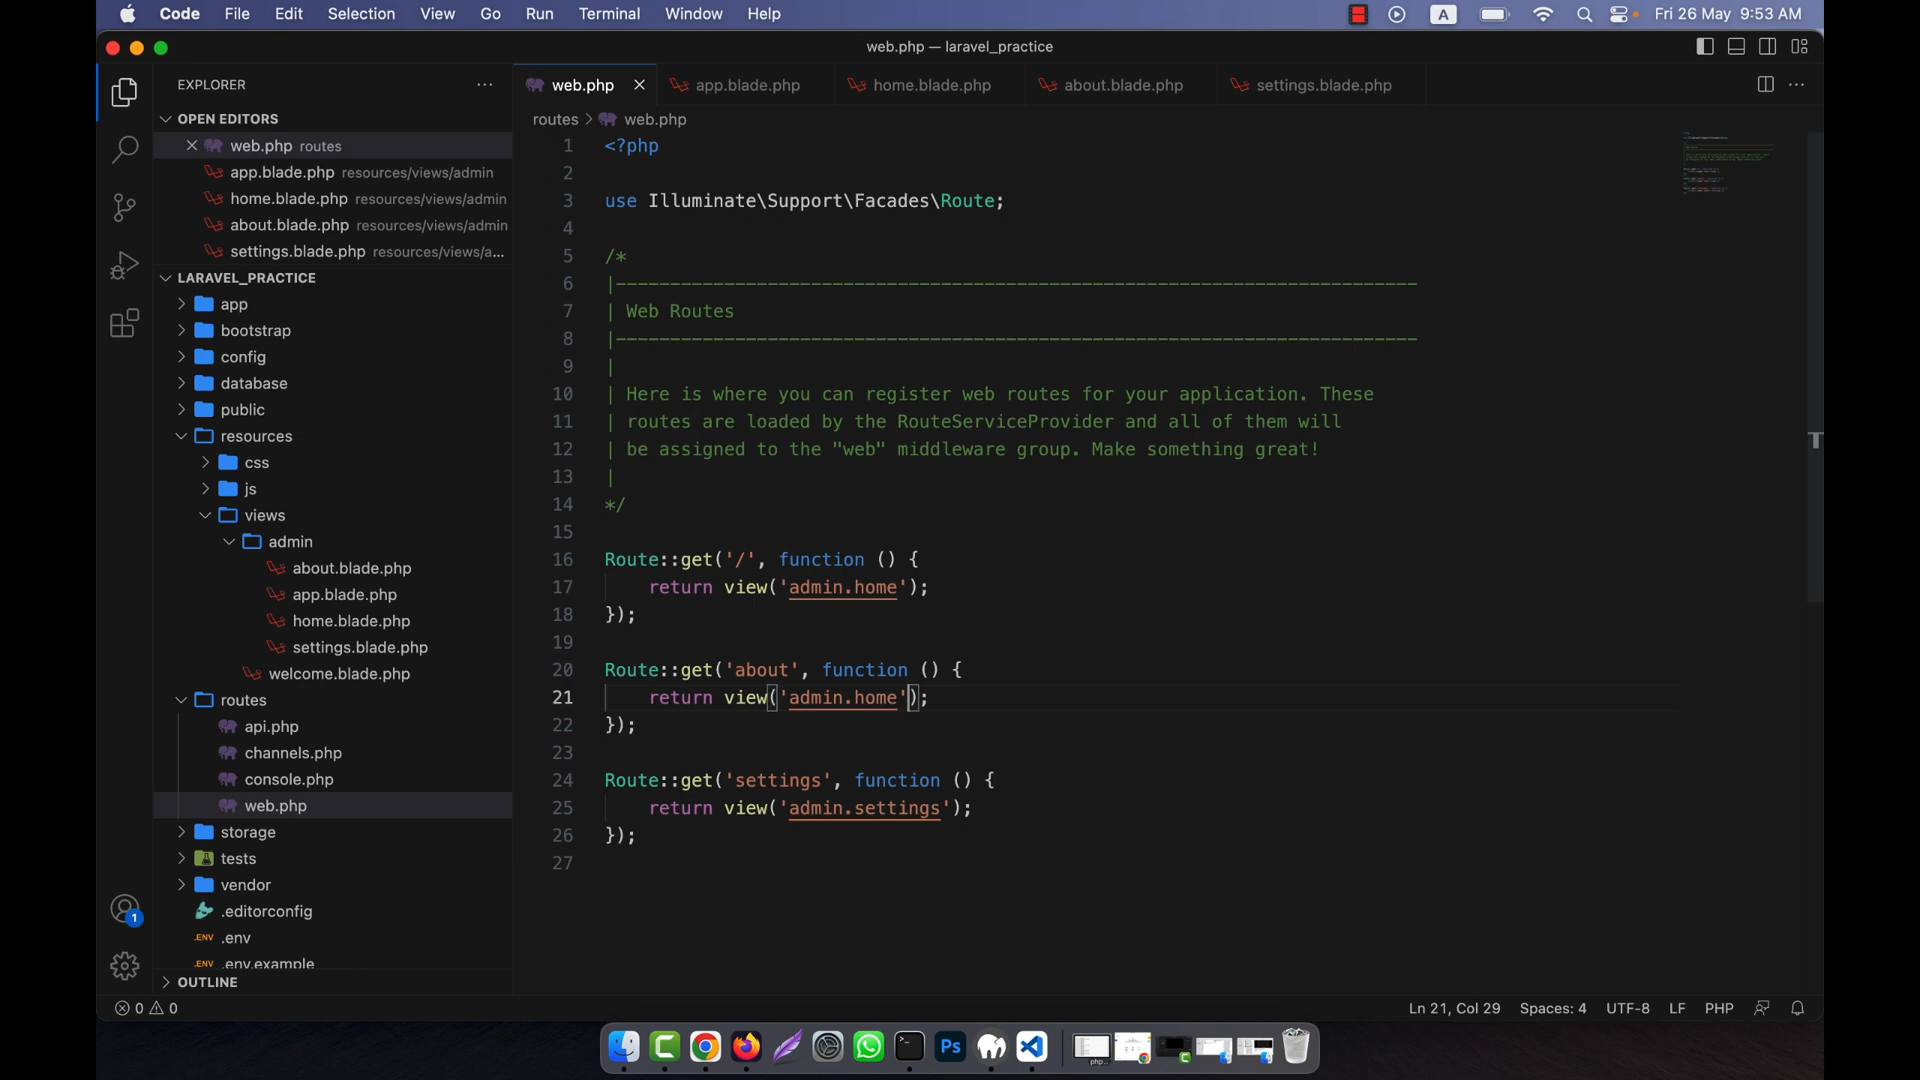 Code File Edit Selection View Go Run Terminal Window Help A Fri 26 May 9:53 AM
web.php — laravel_practice
EXPLORER
web.php app.blade.php home.blade.php about.blade.php settings.blade.php
OPEN EDITORS
routes > web.php
web.php routes
app.blade.php resources/views/admin
home.blade.php resources/views/admin
about.blade.php resources/views/admin
settings.blade.php resources/views/a...
LARAVEL_PRACTICE
app
bootstrap
config
database
public
resources
css
js
views
admin
about.blade.php
app.blade.php
home.blade.php
settings.blade.php
welcome.blade.php
routes
api.php
channels.php
console.php
web.php
storage
tests
vendor
.editorconfig
.ENV .env
.ENV .env.example
OUTLINE
1 <?php
2
3 use Illuminate\Support\Facades\Route;
4
5 /*
6 |--------------------------------------------------------------------------
7 | Web Routes
8 |--------------------------------------------------------------------------
9 |
10 | Here is where you can register web routes for your application. These
11 | routes are loaded by the RouteServiceProvider and all of them will
12 | be assigned to the "web" middleware group. Make something great!
13 |
14 */
15
16 Route::get('/', function () {
17 return view('admin.home');
18 });
19
20 Route::get('about', function () {
21 return view('admin.home');
22 });
23
24 Route::get('settings', function () {
25 return view('admin.settings');
26 });
27
1
0 0 Ln 21, Col 29 Spaces: 4 UTF-8 LF PHP
Ps
php